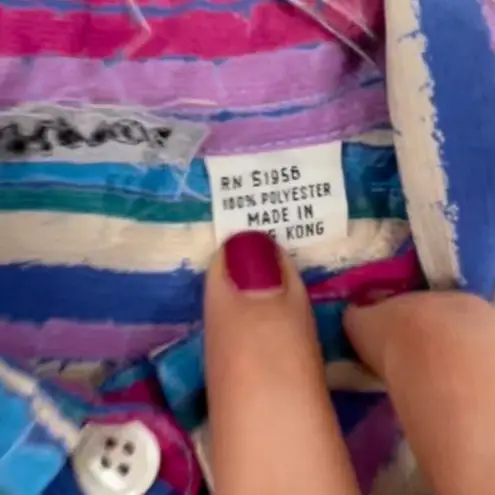 RN 51956
100% POLYESTER
MADE IN
KONG